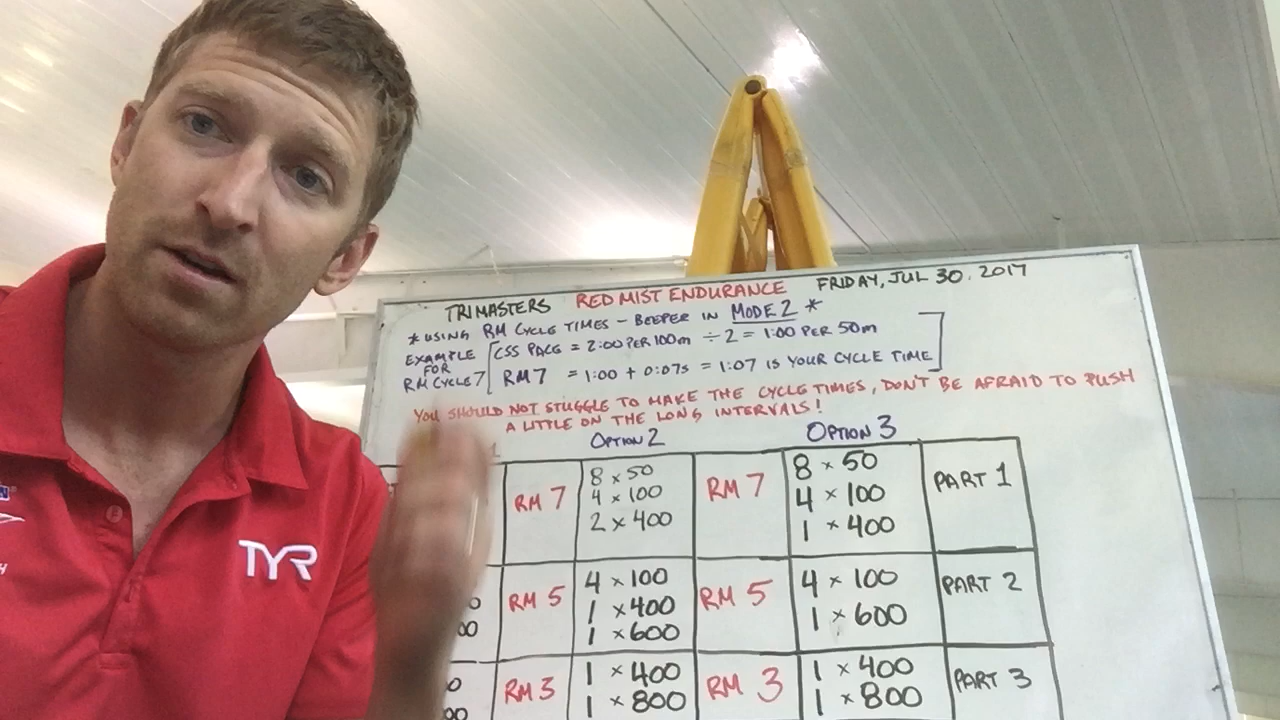 TRIMASTERS RED MIST ENDURANCE FRIDAY, JUL 30. 2017
* USING RM CYCLE TIMES - BEEPER IN MODE 2 *
EXAMPLE FOR RM CYCLE 7
CSS PACE = 2:00 PER 100m ÷ 2 = 1:00 PER 50m
RM7 = 1:00 + 0:07s = 1:07 IS YOUR CYCLE TIME
YOU SHOULD NOT STUGGLE TO MAKE THE CYCLE TIMES, DON'T BE AFRAID TO PUSH
A LITTLE ON THE LONG INTERVALS!
OPTION 2 OPTION 3
RM 7 8 x 50 RM 7 8 x 50 PART 1
4 x 100 4 x 100
2 x 400 1 x 400
RM 5 4 x 100 RM 5 4 x 100 PART 2
1 x 400 1 x 600
1 x 600
RM 3 1 x 400 RM 3 1 x 400 PART 3
1 x 800 1 x 800
TYR